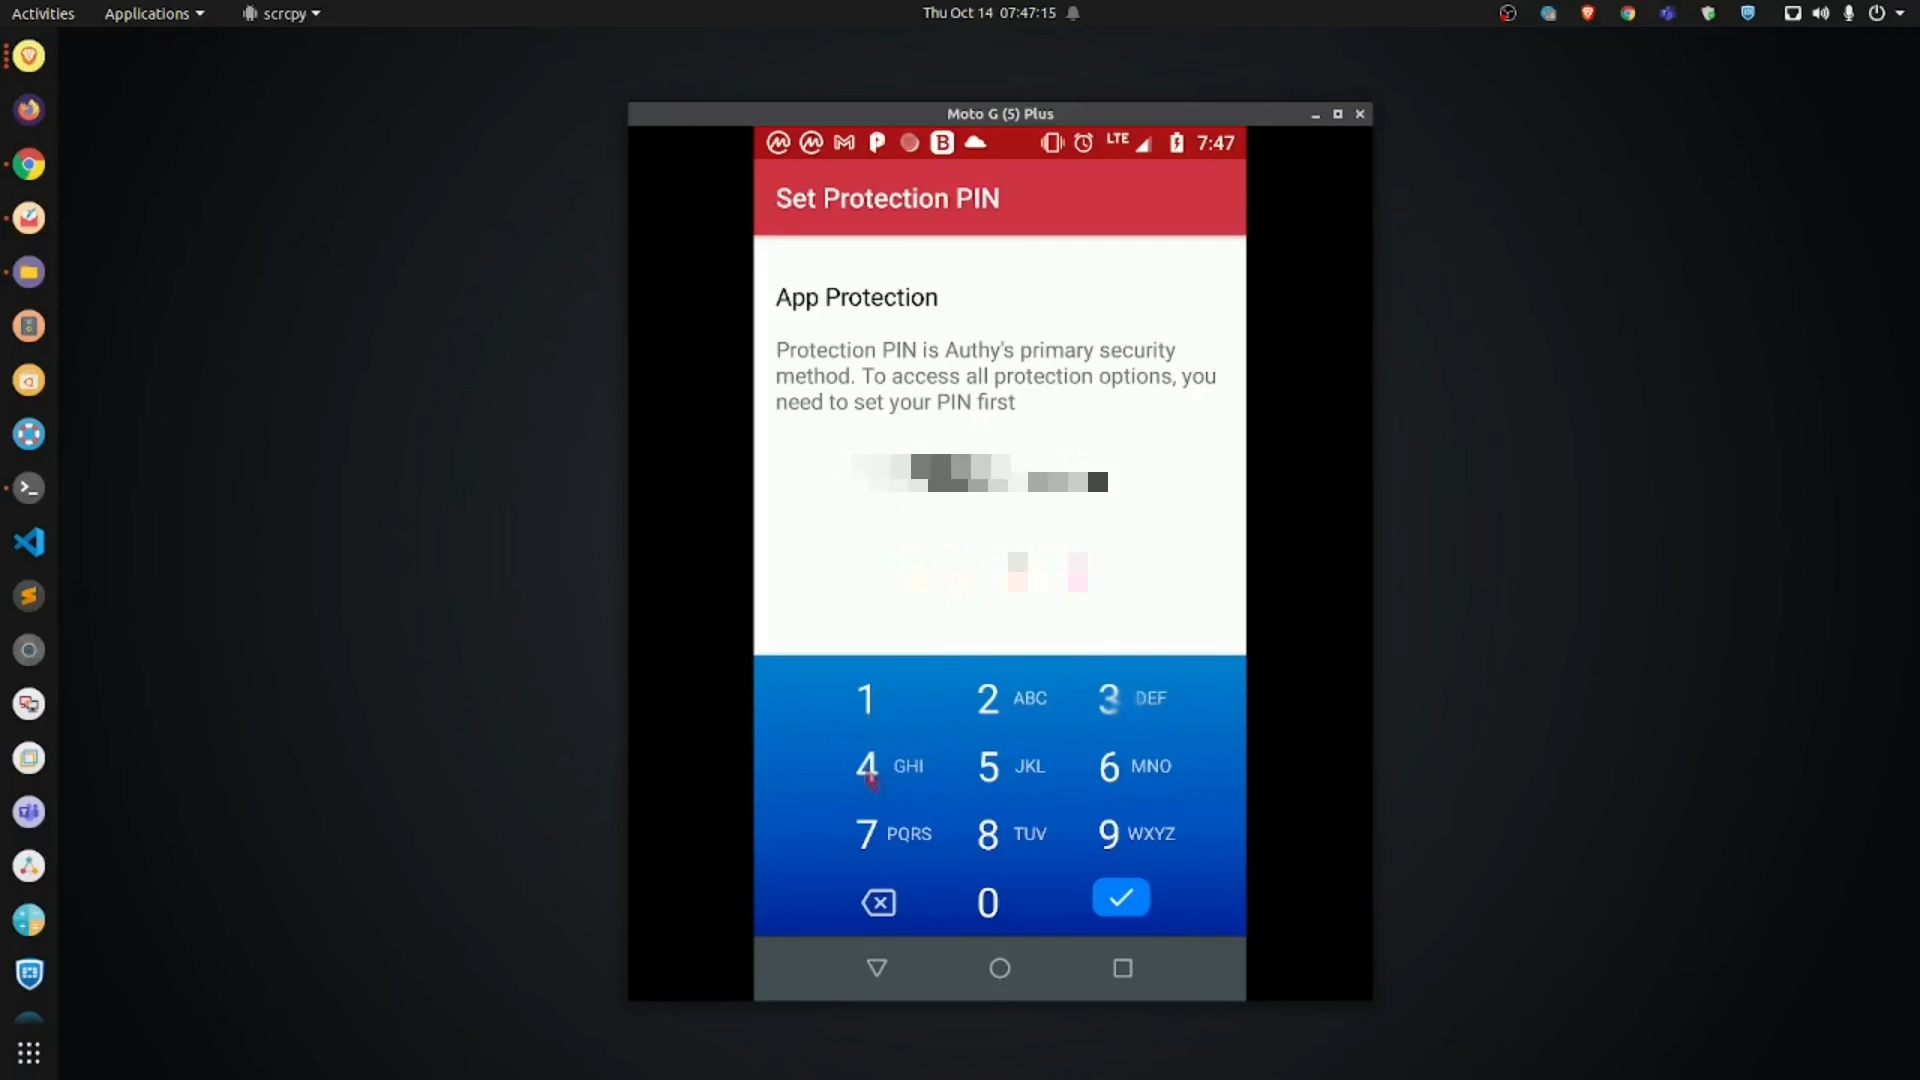 Activities
Applications
scrcpy
Thu Oct 14 07:47:15
Moto G (5) Plus
LTE
7:47
Set Protection PIN
App Protection
Protection PIN is Authy's primary security
method. To access all protection options, you
need to set your PIN first
1
2 ABC
3 DEF
4 GHI
5 JKL
6 MNO
7 PQRS
8 TUV
9 WXYZ
0